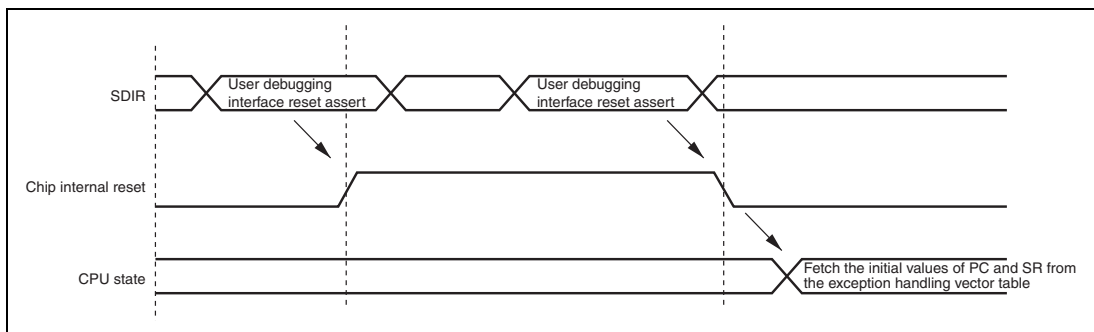 SDIR
User debugging
interface reset assert
User debugging
interface reset assert
Chip internal reset
CPU state
Fetch the initial values of PC and SR from
the exception handling vector table